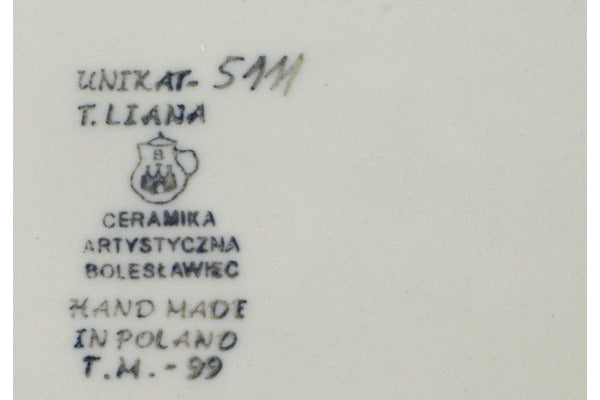 UNIKAT- 5111
T. LIANA
B
CERAMIKA
ARTYSTYCZNA
BOLESŁAWIEC
HAND MADE
IN POLAND
T. M. - 99